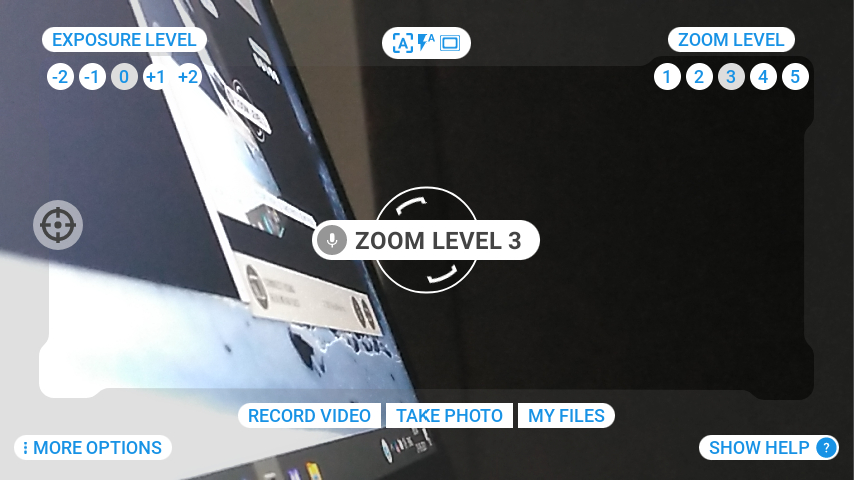 EXPOSURE LEVEL
-2 -1 0 +1 +2
A
A
ZOOM LEVEL
1 2 3 4 5
ZOOM LEVEL 3
RECORD VIDEO
TAKE PHOTO
MY FILES
MORE OPTIONS
SHOW HELP ?